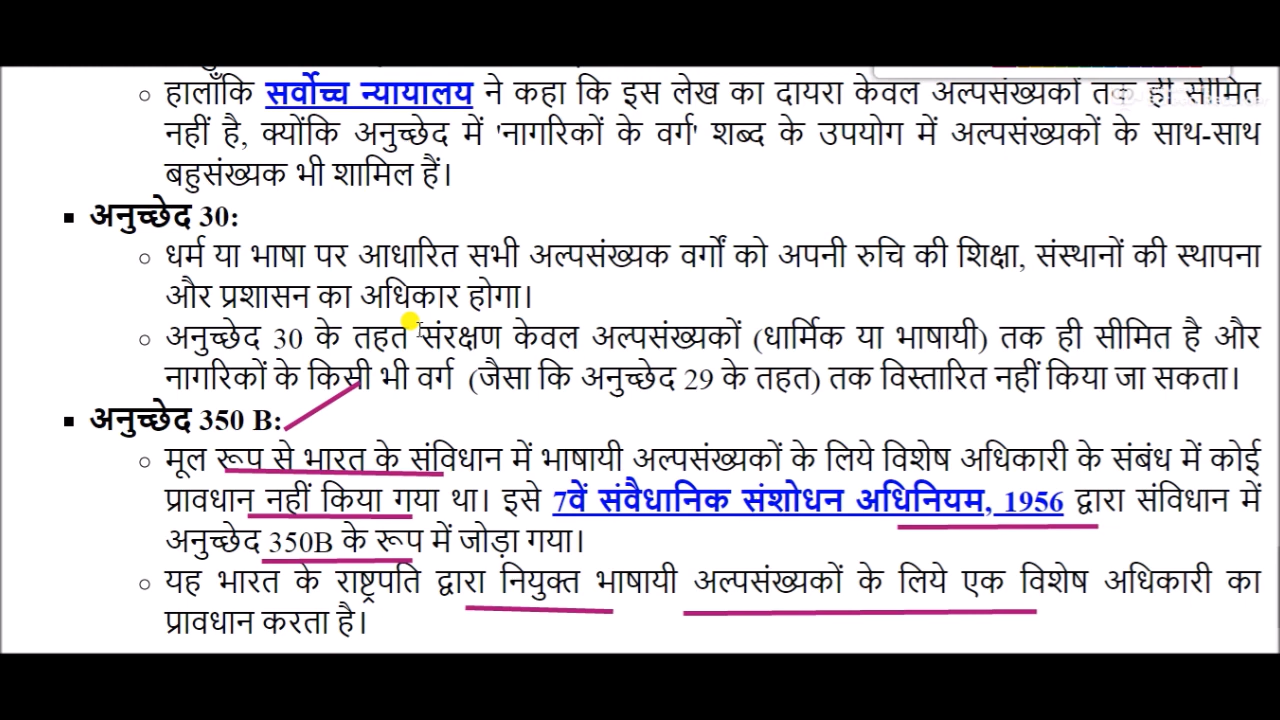 हालाँकि सर्वोच्च न्यायालय ने कहा कि इस लेख का दायरा केवल अल्पसंख्यकों तक ही सीमित
नहीं है, क्योंकि अनुच्छेद में 'नागरिकों के वर्ग' शब्द के उपयोग में अल्पसंख्यकों के साथ-साथ
बहुसंख्यक भी शामिल हैं।
अनुच्छेद 30:
धर्म या भाषा पर आधारित सभी अल्पसंख्यक वर्गों को अपनी रुचि की शिक्षा, संस्थानों की स्थापना
और प्रशासन का अधिकार होगा।
अनुच्छेद 30 के तहत संरक्षण केवल अल्पसंख्यकों (धार्मिक या भाषायी) तक ही सीमित है और
नागरिकों के किसी भी वर्ग (जैसा कि अनुच्छेद 29 के तहत) तक विस्तारित नहीं किया जा सकता।
अनुच्छेद 350 B:
मूल रूप से भारत के संविधान में भाषायी अल्पसंख्यकों के लिये विशेष अधिकारी के संबंध में कोई
प्रावधान नहीं किया गया था। इसे 7वें संवैधानिक संशोधन अधिनियम, 1956 द्वारा संविधान में
अनुच्छेद 350B के रूप में जोड़ा गया।
यह भारत के राष्ट्रपति द्वारा नियुक्त भाषायी अल्पसंख्यकों के लिये एक विशेष अधिकारी का
प्रावधान करता है।